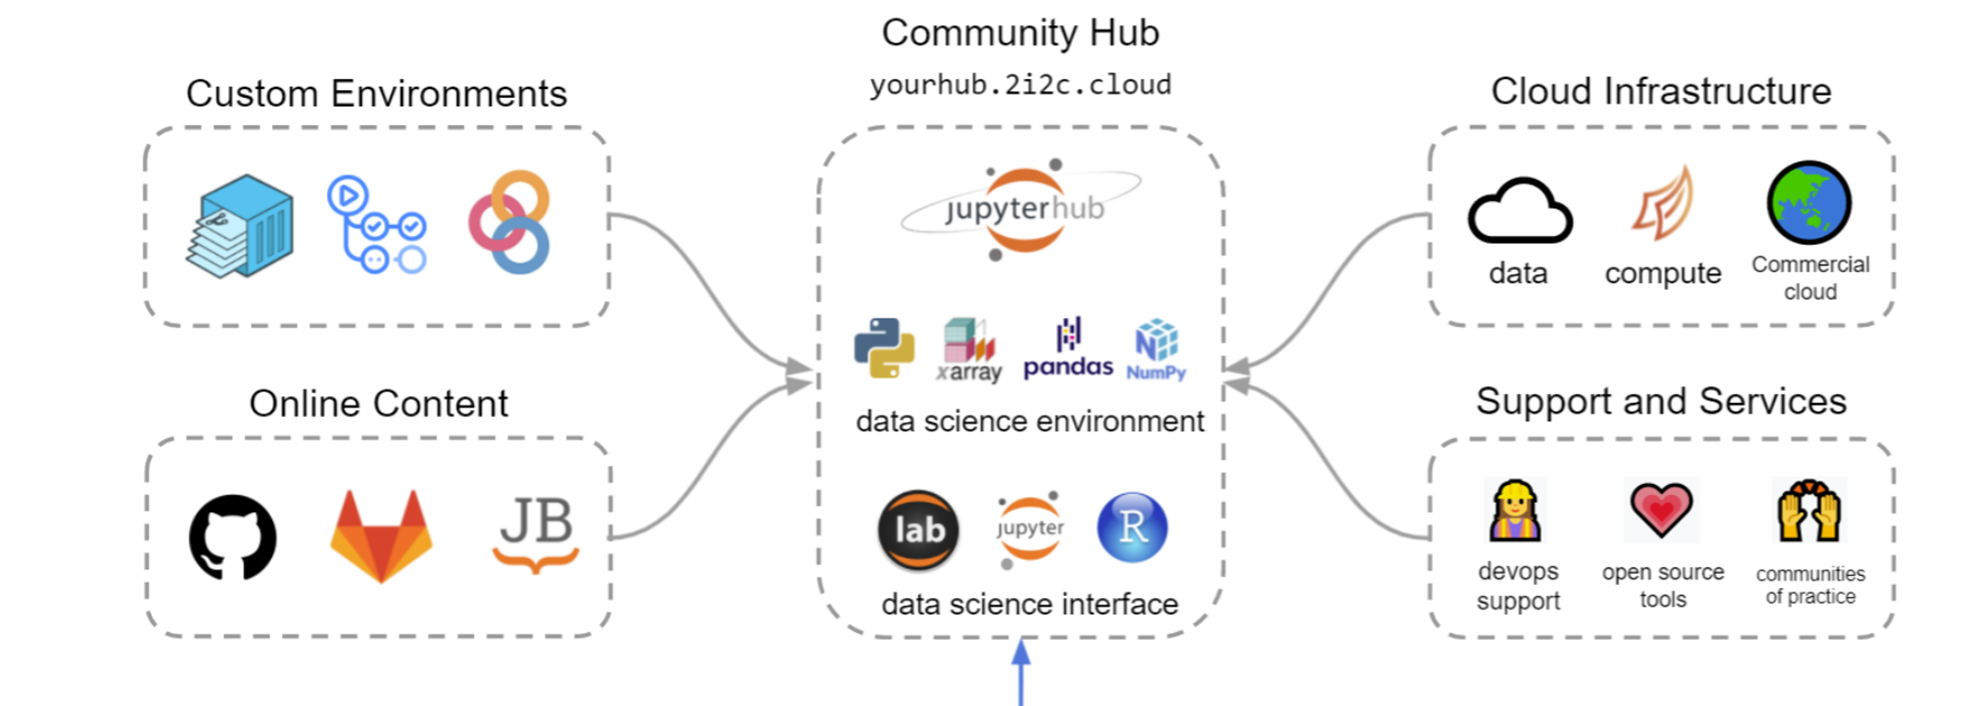 Community Hub
yourhub.2i2c.cloud
Custom Environments
Online Content
JB
jupyterhub
xarray
pandas
NumPy
data science environment
lab
jupyter
R
data science interface
Cloud Infrastructure
data
compute
Commercial
cloud
Support and Services
devops
support
open source
tools
communities
of practice